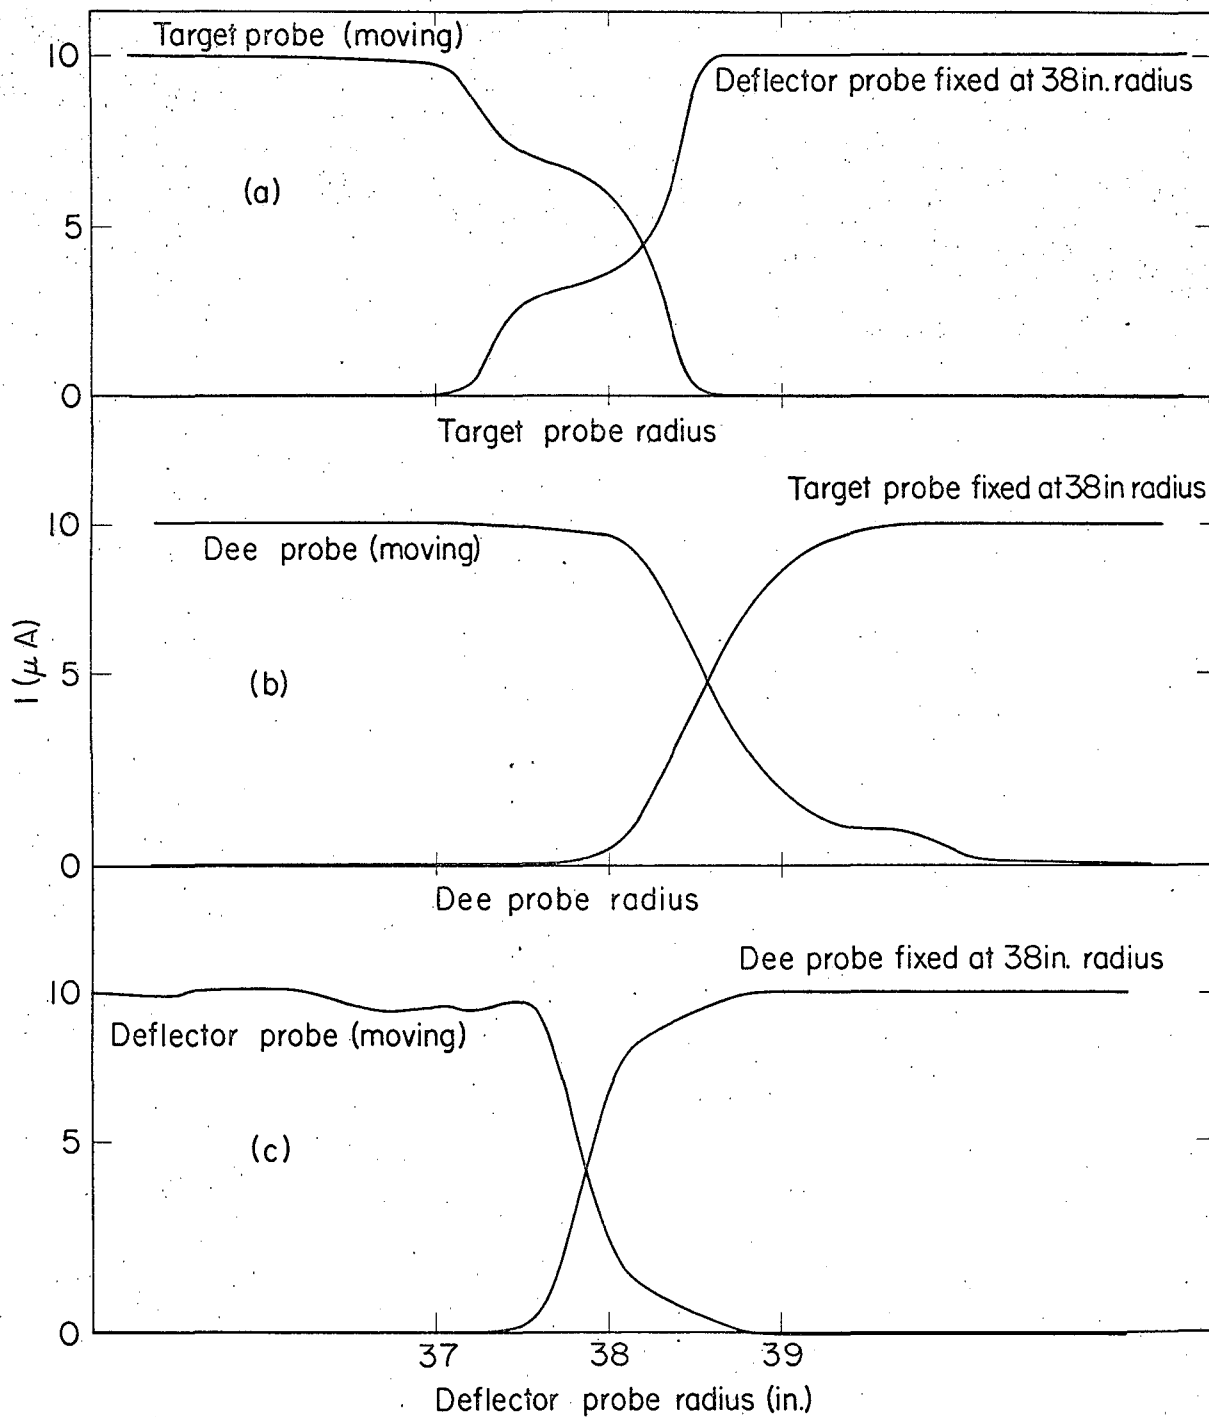 Target probe (moving)
10
Deflector probe fixed at 38in. radius
(a)
5
0
Target probe radius
Target probe fixed at 38in radius
10
Dee probe (moving)
I (μ A)
5
(b)
0
Dee probe radius
Dee probe fixed at 38in. radius
10
Deflector probe (moving)
5
(c)
0
37 38 39
Deflector probe radius (in.)